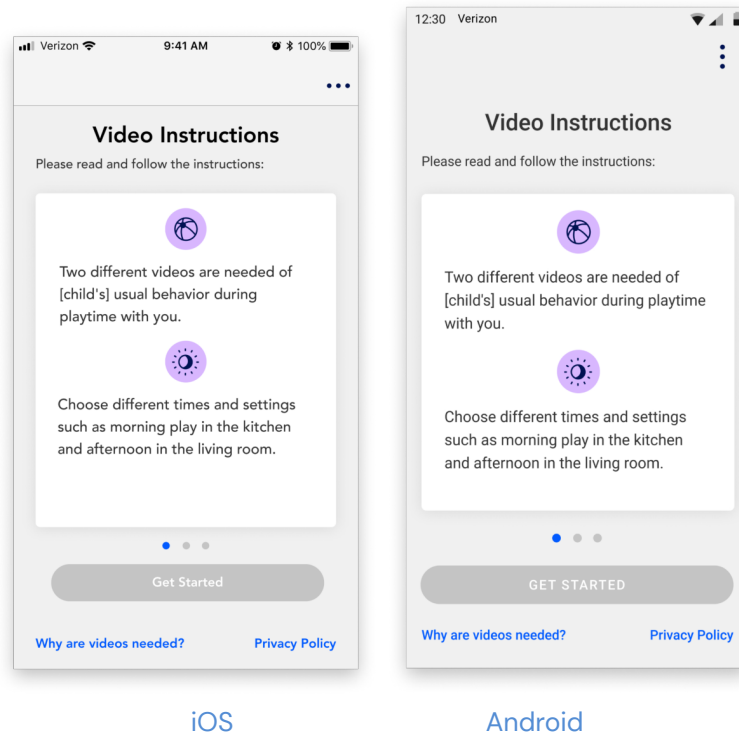 Verizon 9:41 AM 100%
Video Instructions
Please read and follow the instructions:
Two different videos are needed of
[child's] usual behavior during
playtime with you.
Choose different times and settings
such as morning play in the kitchen
and afternoon in the living room.
Get Started
Why are videos needed? Privacy Policy
iOS
12:30 Verizon
Video Instructions
Please read and follow the instructions:
Two different videos are needed of
[child's] usual behavior during playtime
with you.
Choose different times and settings
such as morning play in the kitchen
and afternoon in the living room.
GET STARTED
Why are videos needed? Privacy Policy
Android